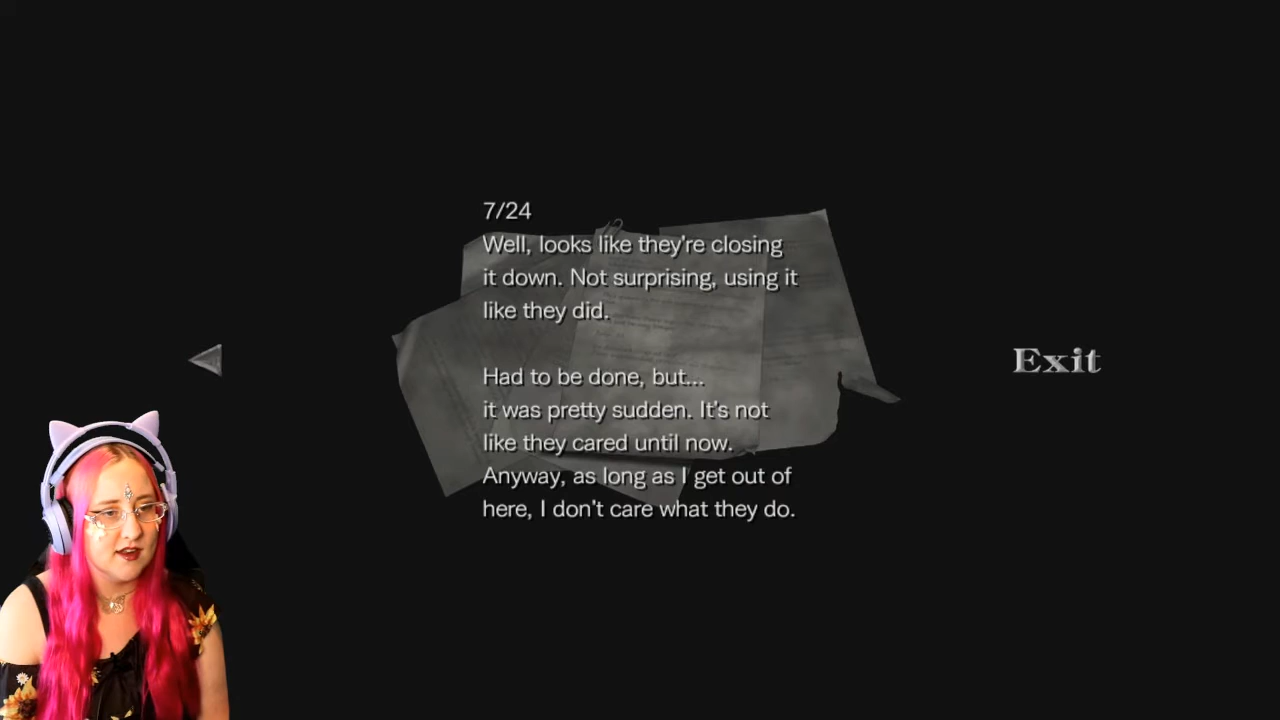 7/24
Well, looks like they're closing
it down. Not surprising, using it
like they did.
Had to be done, but...
it was pretty sudden. It's not
like they cared until now.
Anyway, as long as I get out of
here, I don't care what they do.
Exit